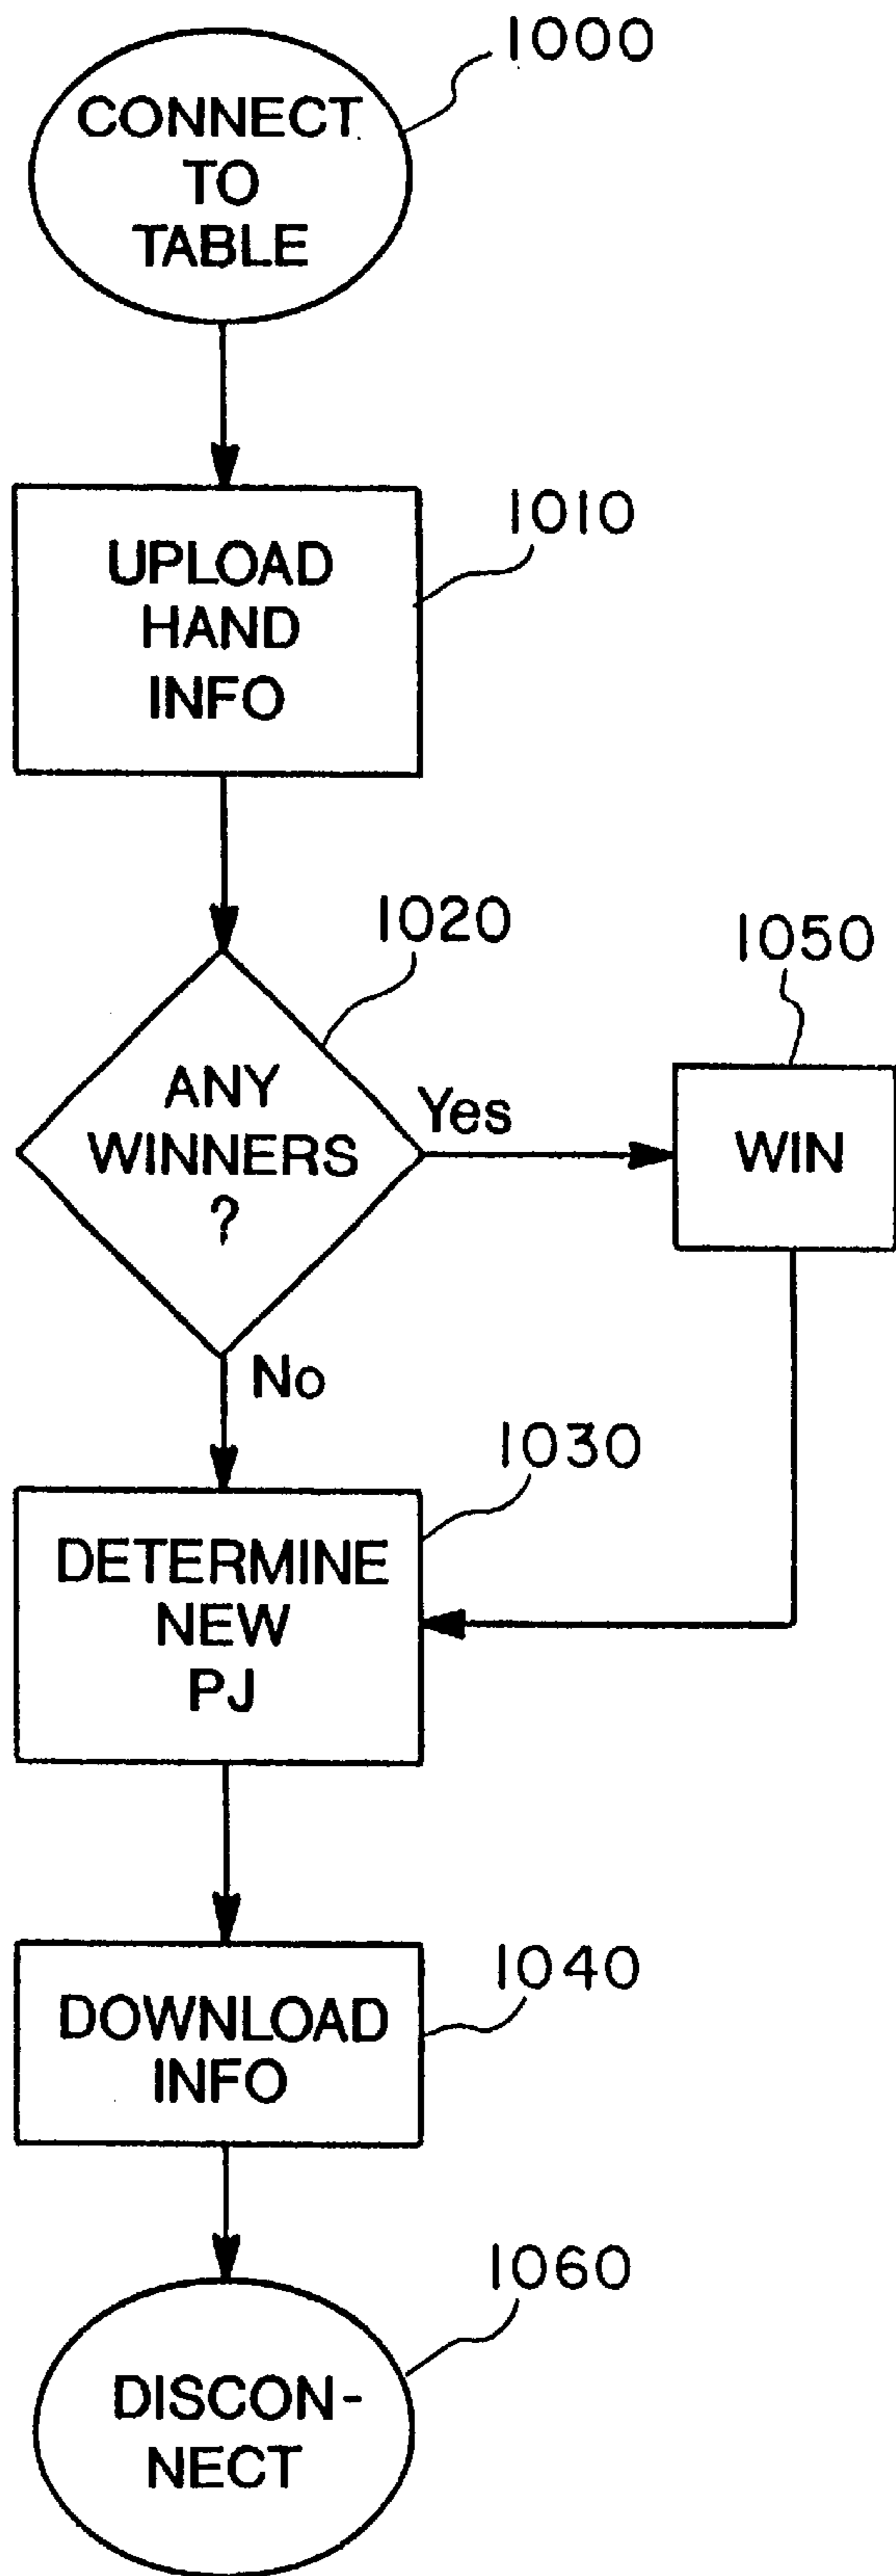 1000
CONNECT
TO
TABLE
1010
UPLOAD
HAND
INFO
1020
1050
ANY
WINNERS
?
Yes
WIN
No
1030
DETERMINE
NEW
PJ
1040
DOWNLOAD
INFO
1060
DISCON-
NECT